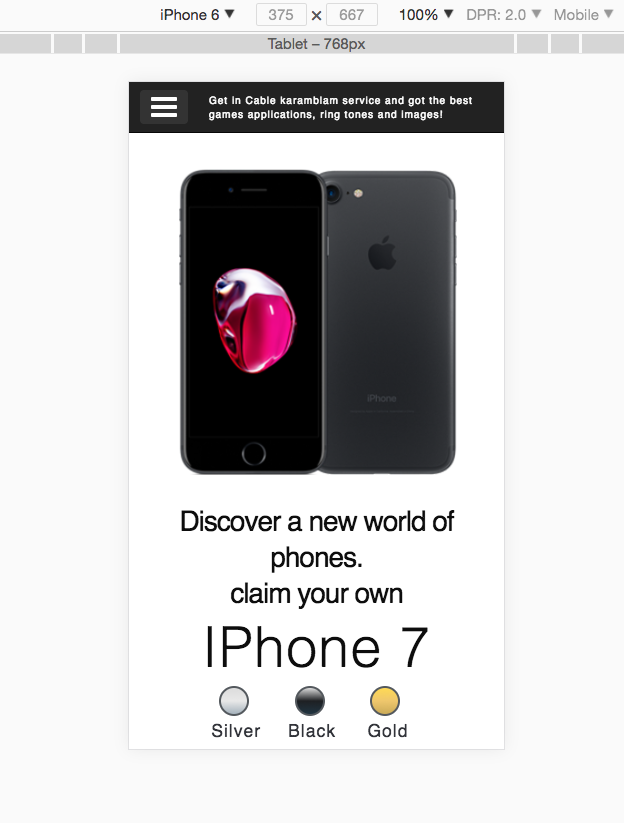 iPhone 6 ▼ 375 × 667 100% ▼ DPR: 2.0 ▼ Mobile ▼
Tablet – 768px
Get in Cable karamblam service and got the best
games applications, ring tones and images!
iPhone
Discover a new world of
phones.
claim your own
IPhone 7
Silver Black Gold